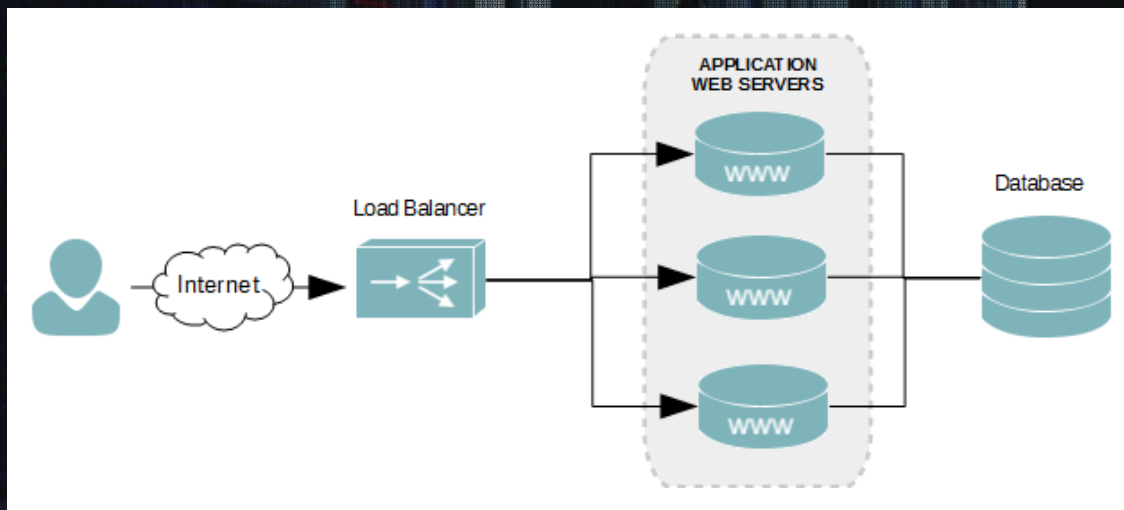 APPLICATION
WEB SERVERS
WWW
Database
Load Balancer
Internet
WWW
WWW